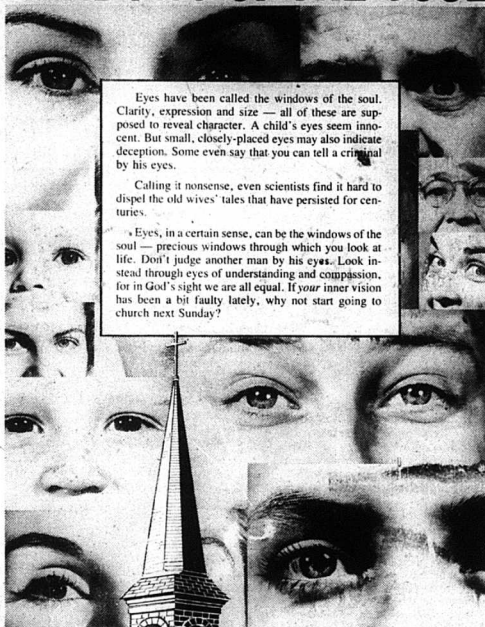 Eyes have been called the windows of the soul.
Clarity, expression and size — all of these are sup-
posed to reveal character. A child's eyes seem inno-
cent. But small, closely-placed eyes may also indicate
deception. Some even say that you can tell a criminal
by his eyes.
Calling it nonsense, even scientists find it hard to
dispel the old wives' tales that have persisted for cen-
turies.
Eyes, in a certain sense, can be the windows of the
soul — precious windows through which you look at
life. Don't judge another man by his eyes. Look in-
stead through eyes of understanding and compassion,
for in God's sight we are all equal. If your inner vision
has been a bit faulty lately, why not start going to
church next Sunday?